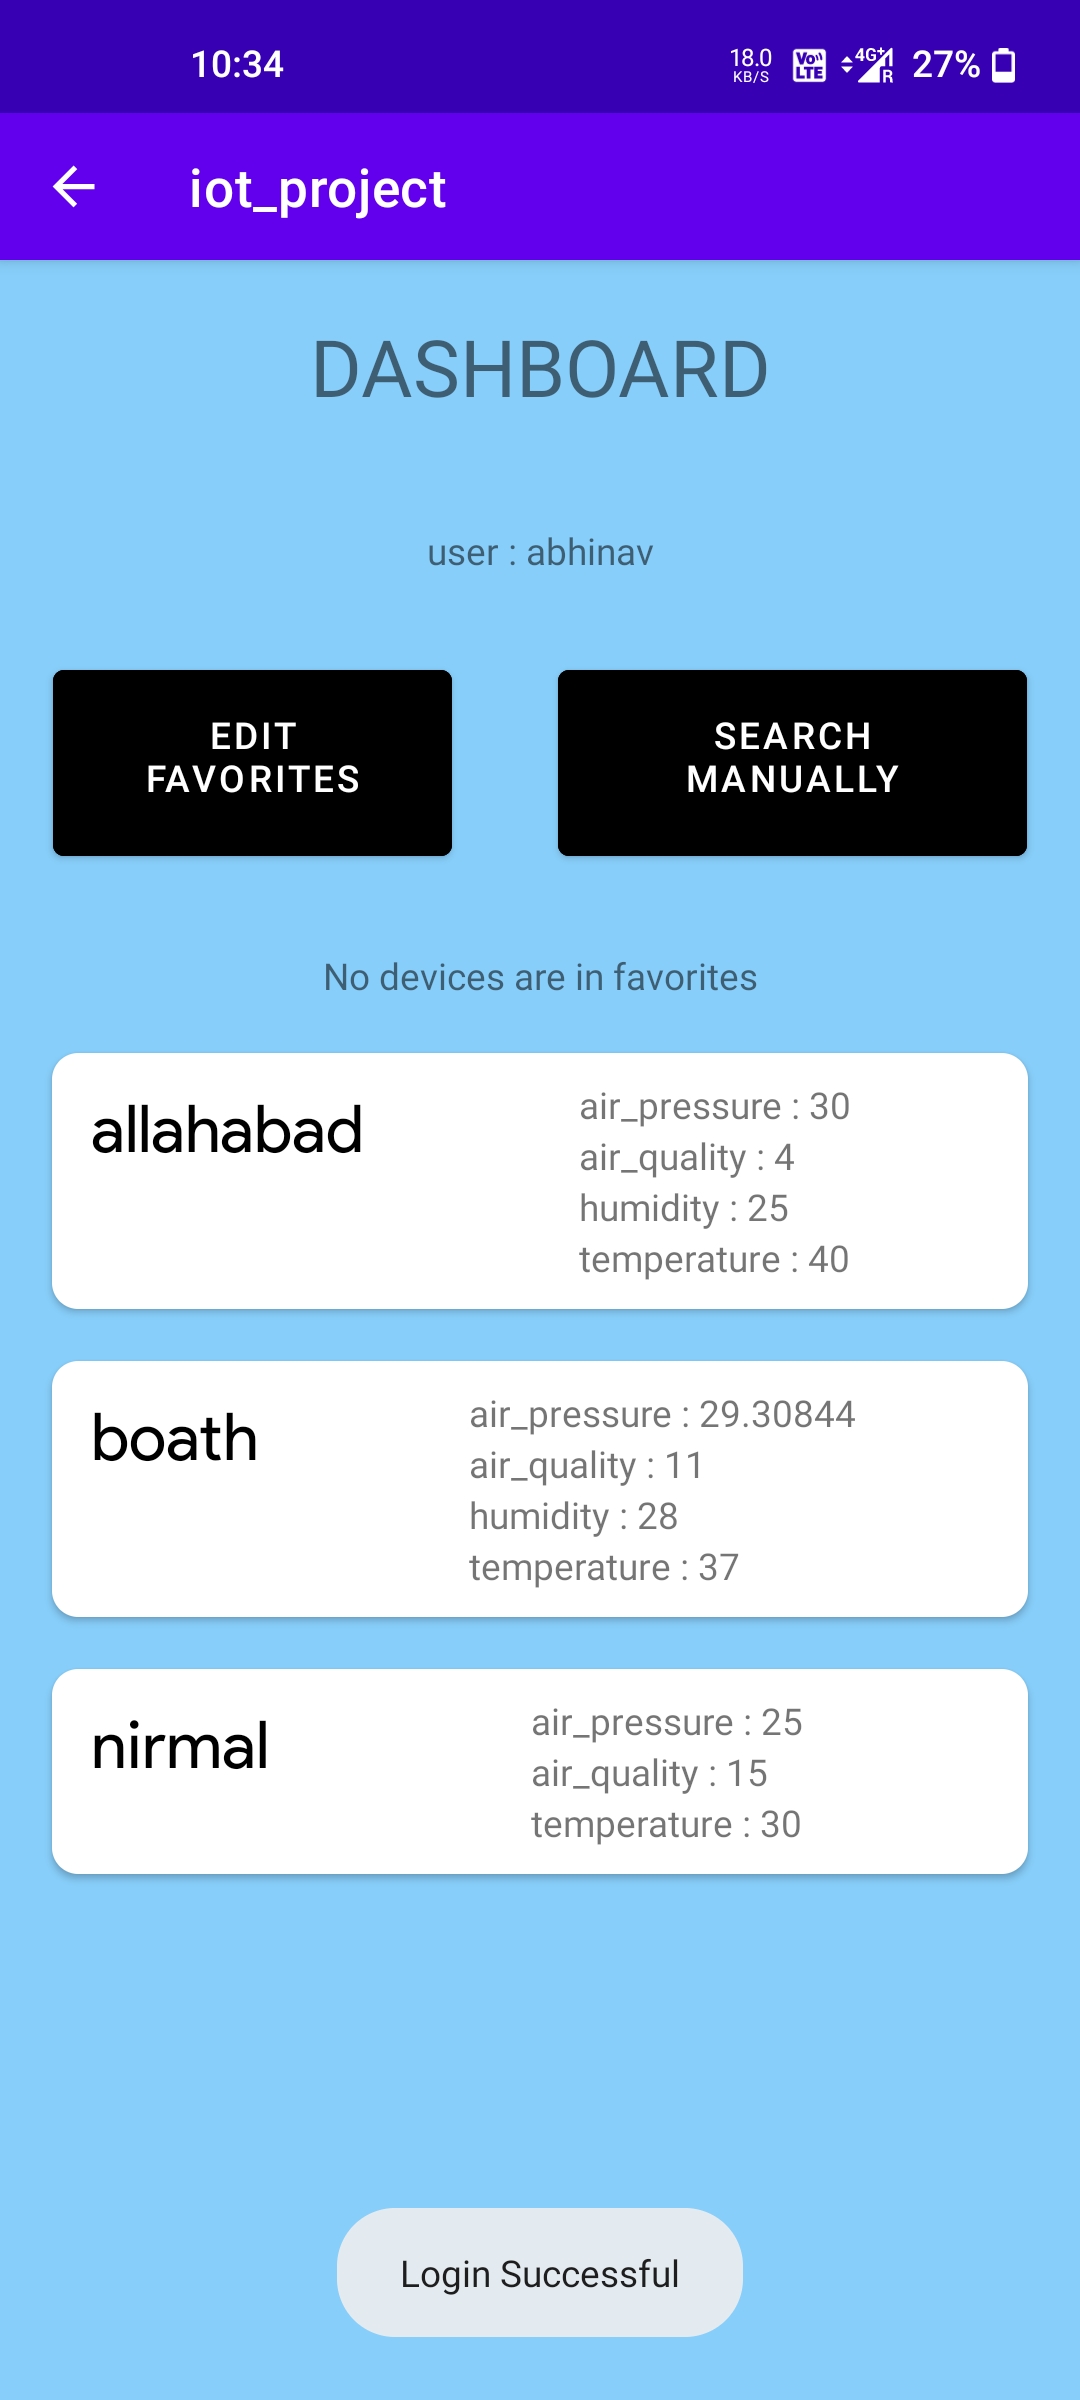 10:34
18.0
KB/S
Vo LTE
4G+
R
27%
iot_project
DASHBOARD
user : abhinav
EDIT
FAVORITES
SEARCH
MANUALLY
No devices are in favorites
allahabad
air_pressure : 30
air_quality : 4
humidity : 25
temperature : 40
boath
air_pressure : 29.30844
air_quality : 11
humidity : 28
temperature : 37
nirmal
air_pressure : 25
air_quality : 15
temperature : 30
Login Successful